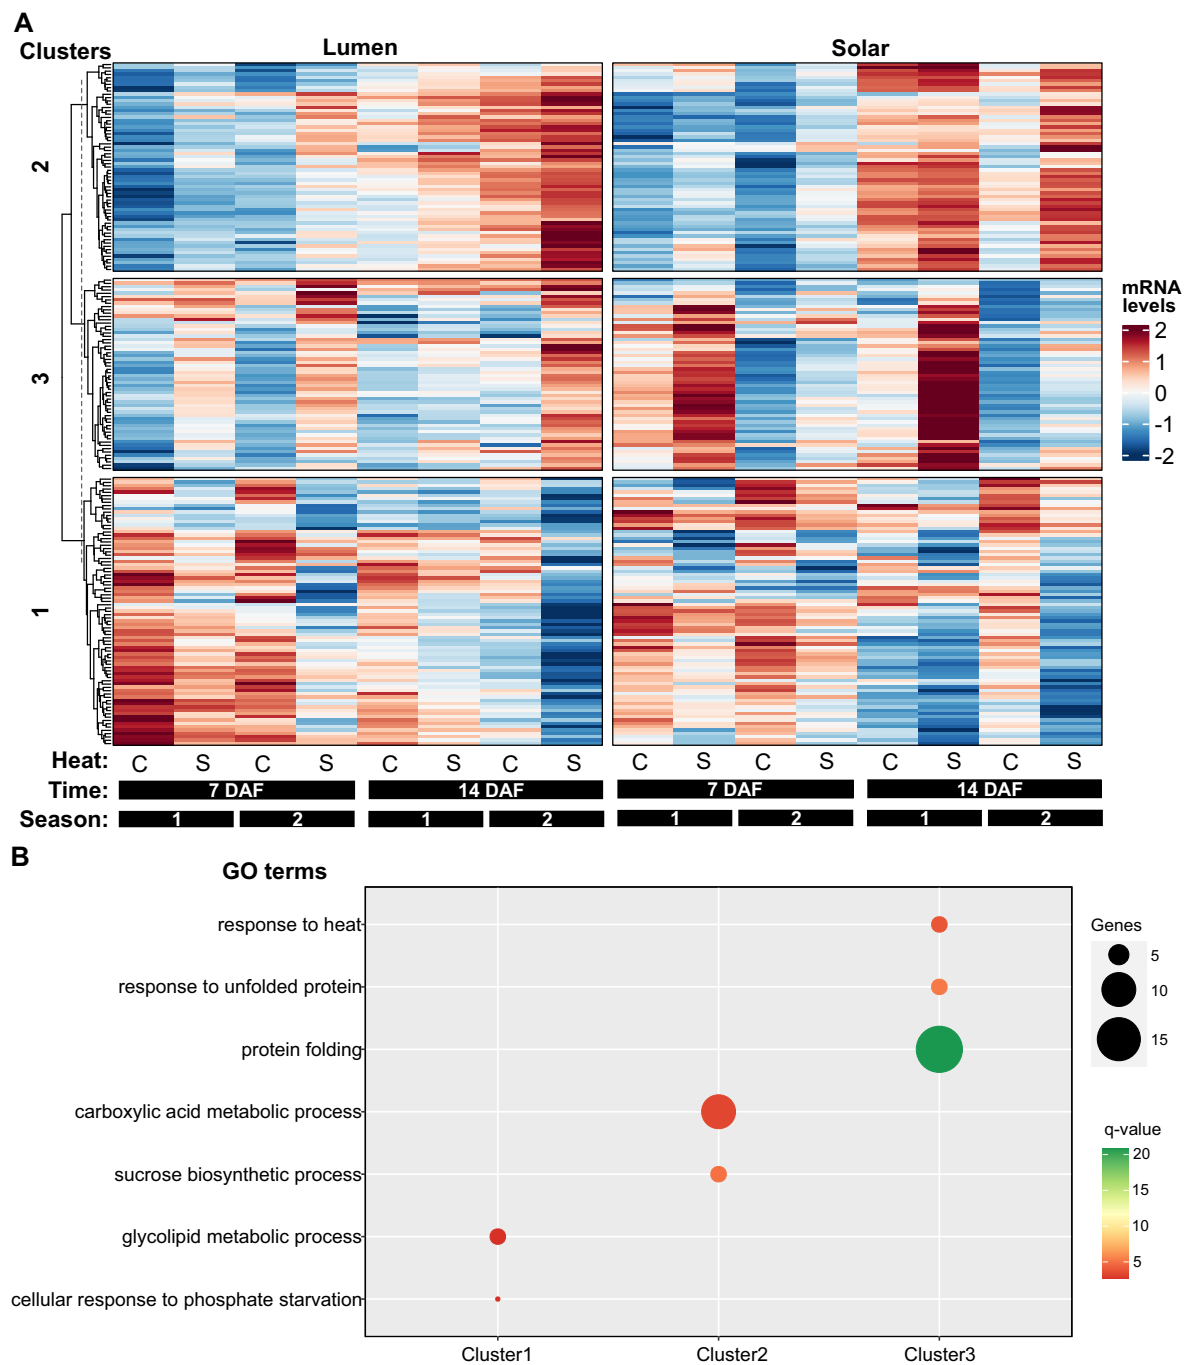 A
Clusters
Lumen
Solar
2
3
1
mRNA
levels
2
1
0
-1
-2
Heat: C S C S C S C S C S C S C S C S
Time: 7 DAF 14 DAF 7 DAF 14 DAF
Season: 1 2 1 2 1 2 1 2
B
GO terms
response to heat
response to unfolded protein
protein folding
carboxylic acid metabolic process
sucrose biosynthetic process
glycolipid metabolic process
cellular response to phosphate starvation
Cluster1 Cluster2 Cluster3
Genes
5
10
15
q-value
20
15
10
5